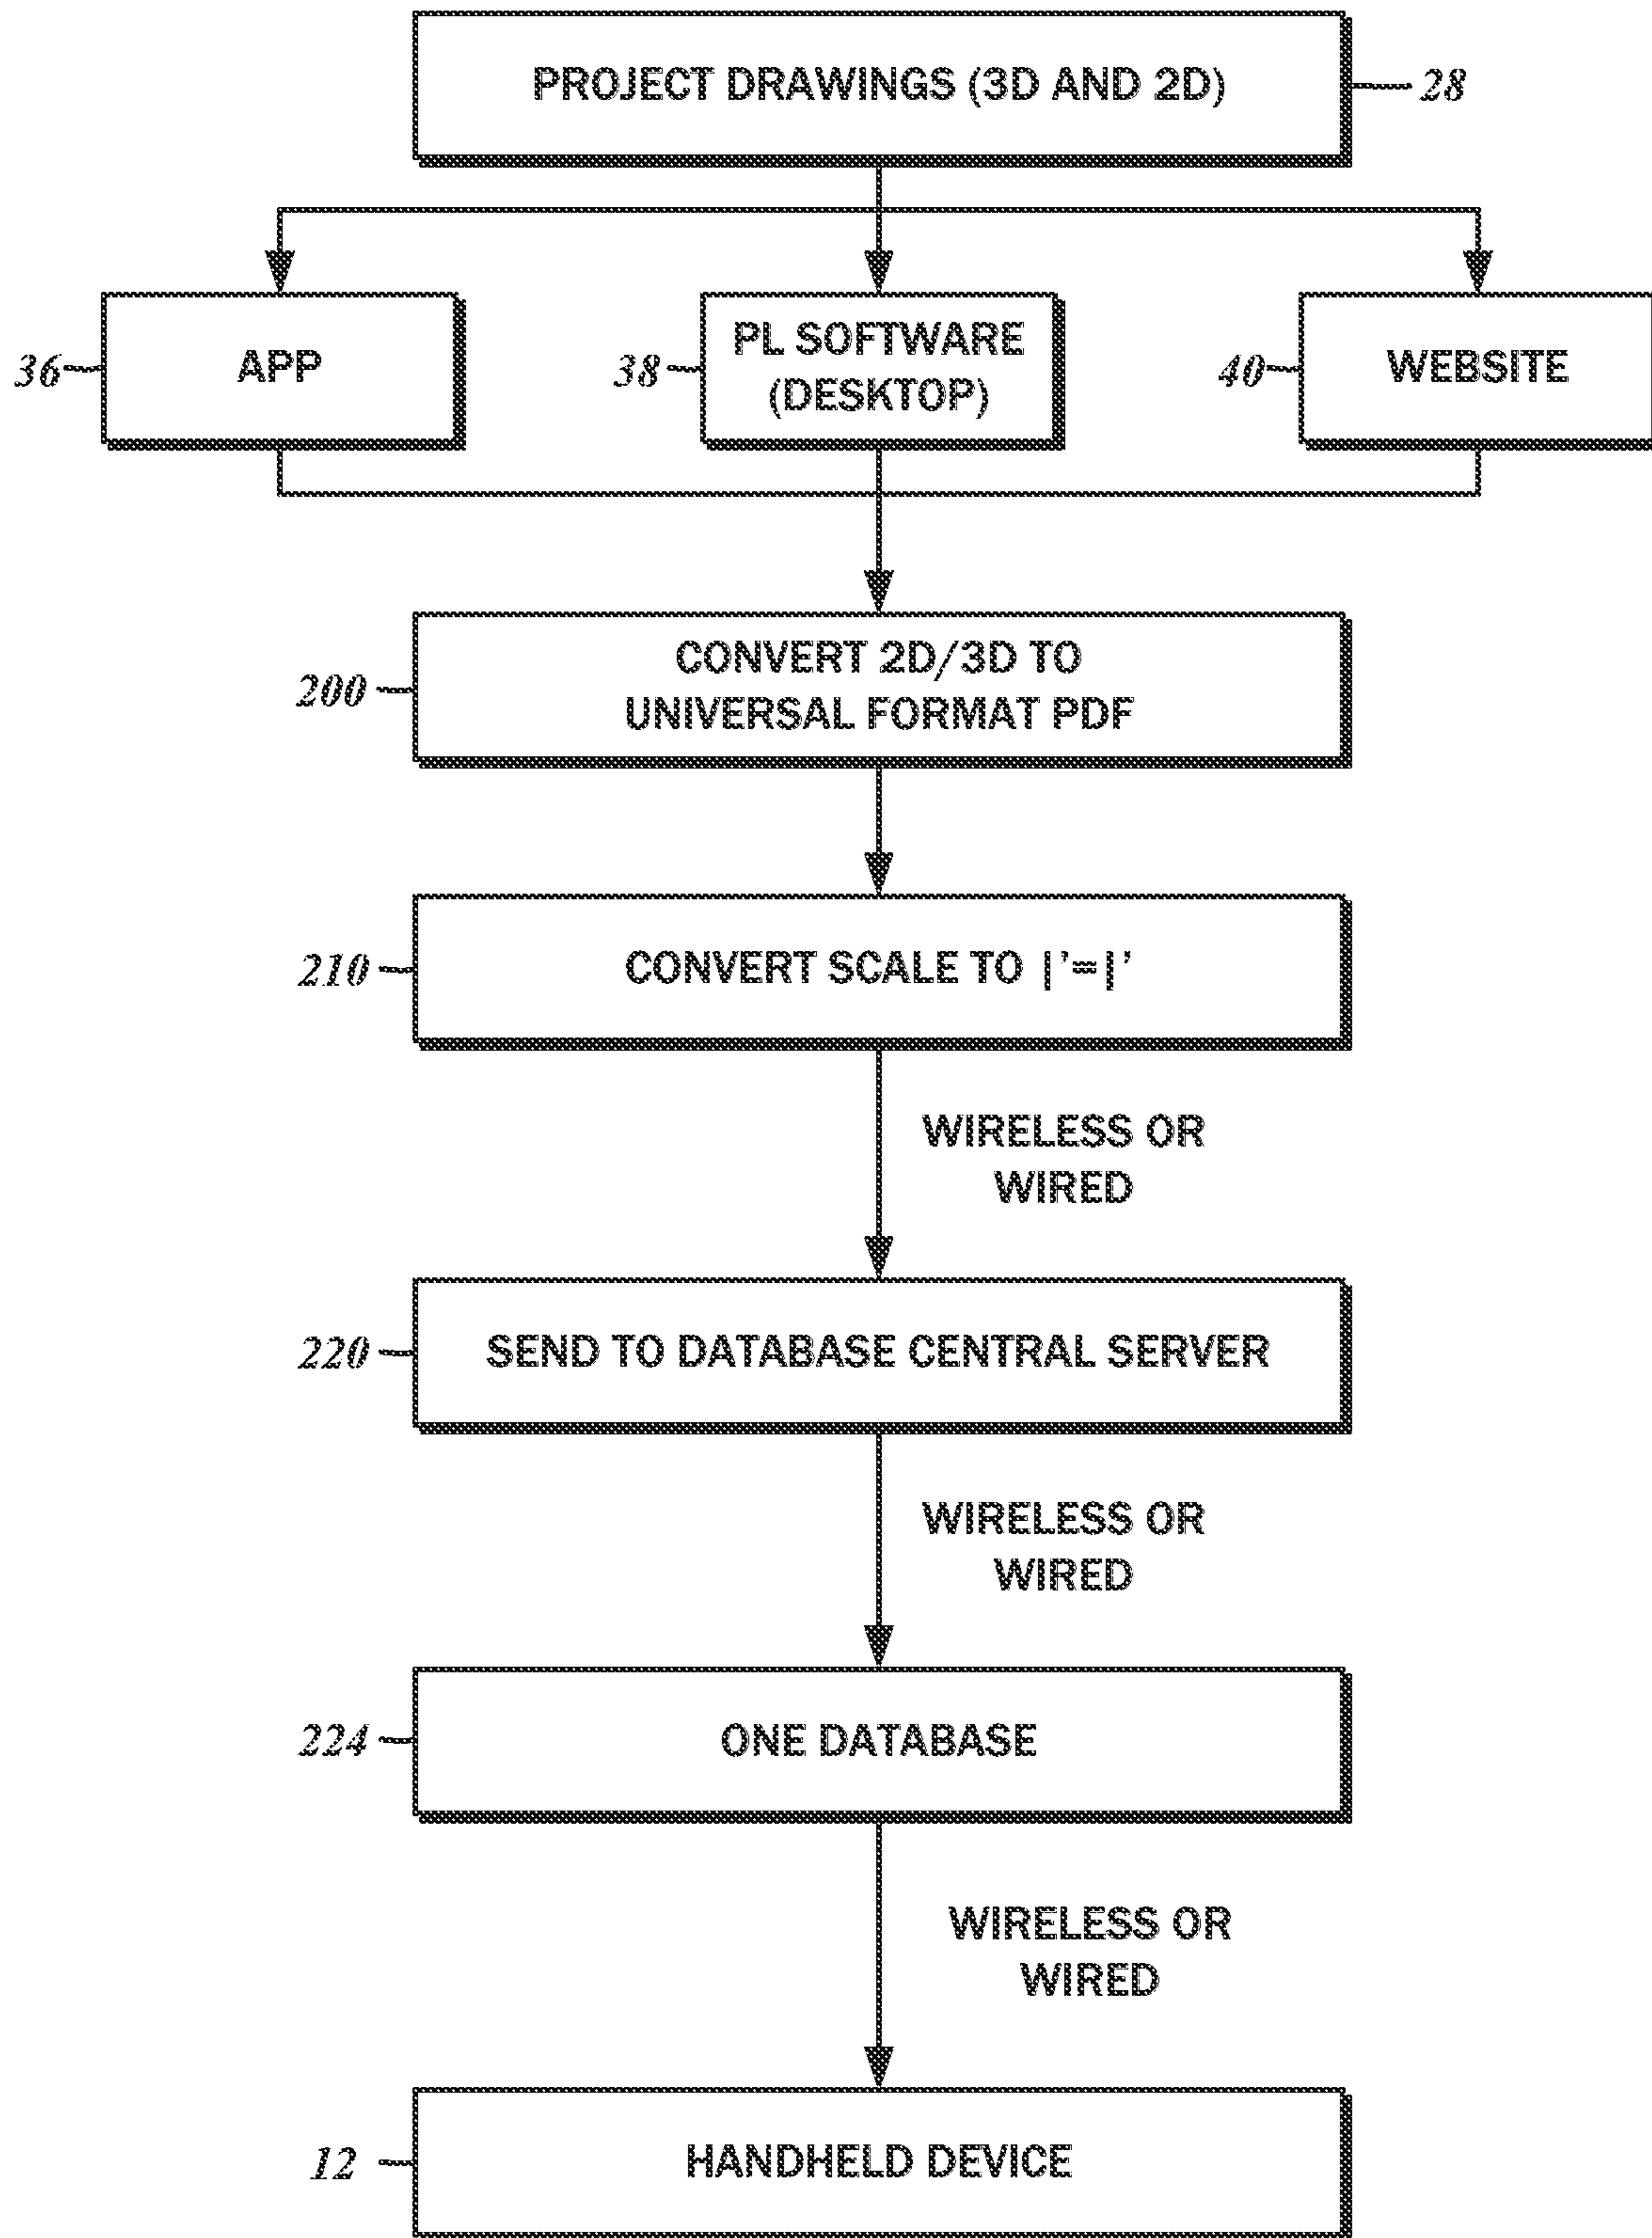 PROJECT DRAWINGS (3D AND 2D)
28
36
APP
38
PL SOFTWARE
(DESKTOP)
40
WEBSITE
200
CONVERT 2D/3D TO
UNIVERSAL FORMAT PDF
210
CONVERT SCALE TO |’=|’
WIRELESS OR
WIRED
220
SEND TO DATABASE CENTRAL SERVER
WIRELESS OR
WIRED
224
ONE DATABASE
WIRELESS OR
WIRED
12
HANDHELD DEVICE